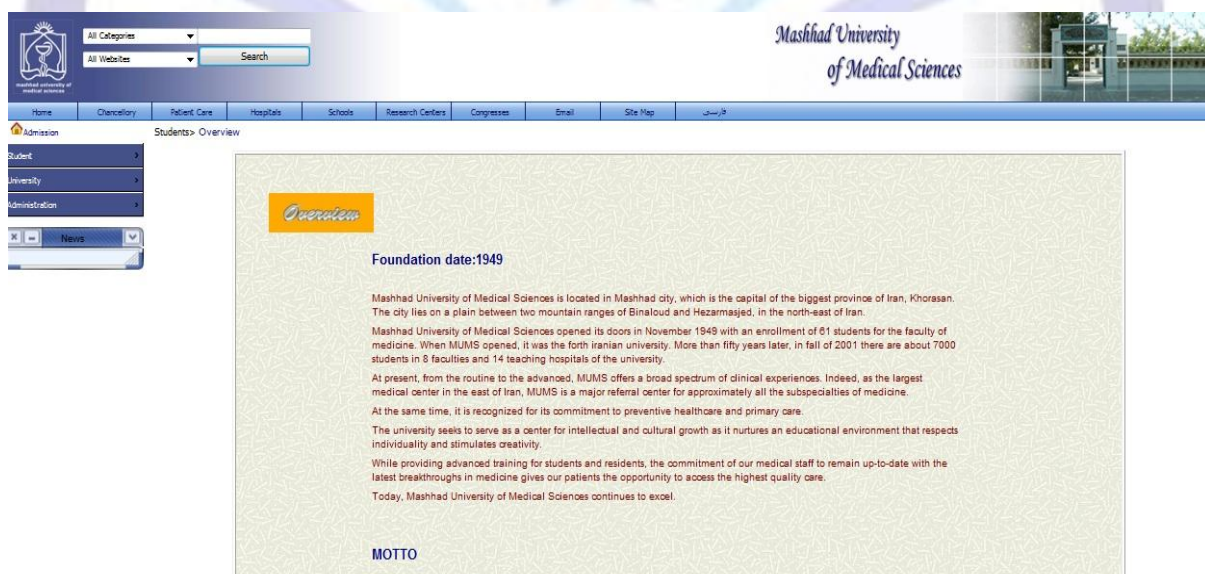 All Categories
All Websites
Search
mashhad university of
medical sciences
Mashhad University
of Medical Sciences
Home Chancellory Patient Care Hospitals Schools Research Centers Congresses Email Site Map فارسی
Admission
Students> Overview
Student
University
Administration
News
Overview
Foundation date:1949
Mashhad University of Medical Sciences is located in Mashhad city, which is the capital of the biggest province of Iran, Khorasan.
The city lies on a plain between two mountain ranges of Binaloud and Hezarmasjed, in the north-east of Iran.
Mashhad University of Medical Sciences opened its doors in November 1949 with an enrollment of 61 students for the faculty of
medicine. When MUMS opened, it was the forth iranian university. More than fifty years later, in fall of 2001 there are about 7000
students in 8 faculties and 14 teaching hospitals of the university.
At present, from the routine to the advanced, MUMS offers a broad spectrum of clinical experiences. Indeed, as the largest
medical center in the east of Iran, MUMS is a major referral center for approximately all the subspecialties of medicine.
At the same time, it is recognized for its commitment to preventive healthcare and primary care.
The university seeks to serve as a center for intellectual and cultural growth as it nurtures an educational environment that respects
individuality and stimulates creativity.
While providing advanced training for students and residents, the commitment of our medical staff to remain up-to-date with the
latest breakthroughs in medicine gives our patients the opportunity to access the highest quality care.
Today, Mashhad University of Medical Sciences continues to excel.
MOTTO